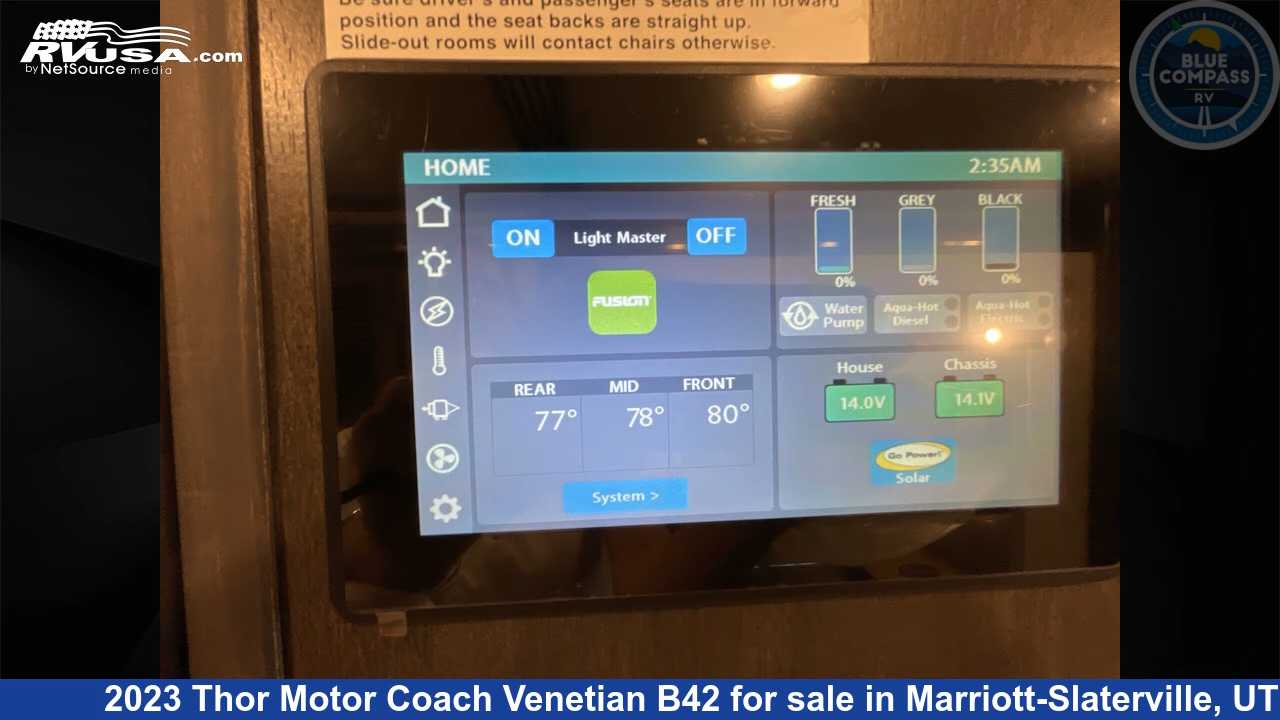 position and the seat backs are straight up.
Slide-out rooms will contact chairs otherwise.
RVUSA.com
by NetSource media
BLUE
COMPASS
RV
HOME
2:35AM
ON
Light Master
OFF
FUSION
FRESH
GREY
BLACK
0%
0%
0%
Water
Pump
Aqua-Hot
Diesel
Aqua-Hot
Electric
REAR
MID
FRONT
77°
78°
80°
System >
House
Chassis
14.0V
14.1V
Go Power!
Solar
2023 Thor Motor Coach Venetian B42 for sale in Marriott-Slaterville, UT